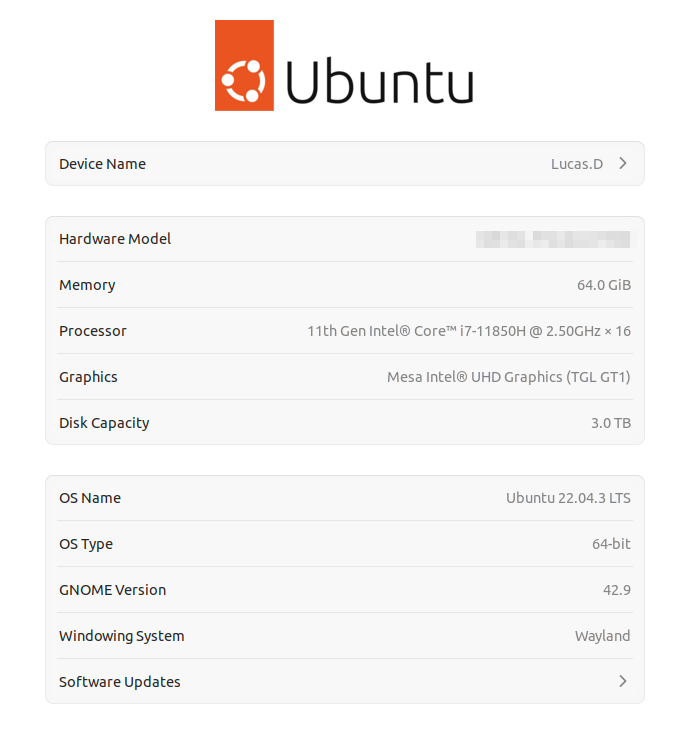 Ubuntu
Device Name Lucas.D
Hardware Model
Memory 64.0 GiB
Processor 11th Gen Intel® Core™ i7-11850H @ 2.50GHz × 16
Graphics Mesa Intel® UHD Graphics (TGL GT1)
Disk Capacity 3.0 TB
OS Name Ubuntu 22.04.3 LTS
OS Type 64-bit
GNOME Version 42.9
Windowing System Wayland
Software Updates